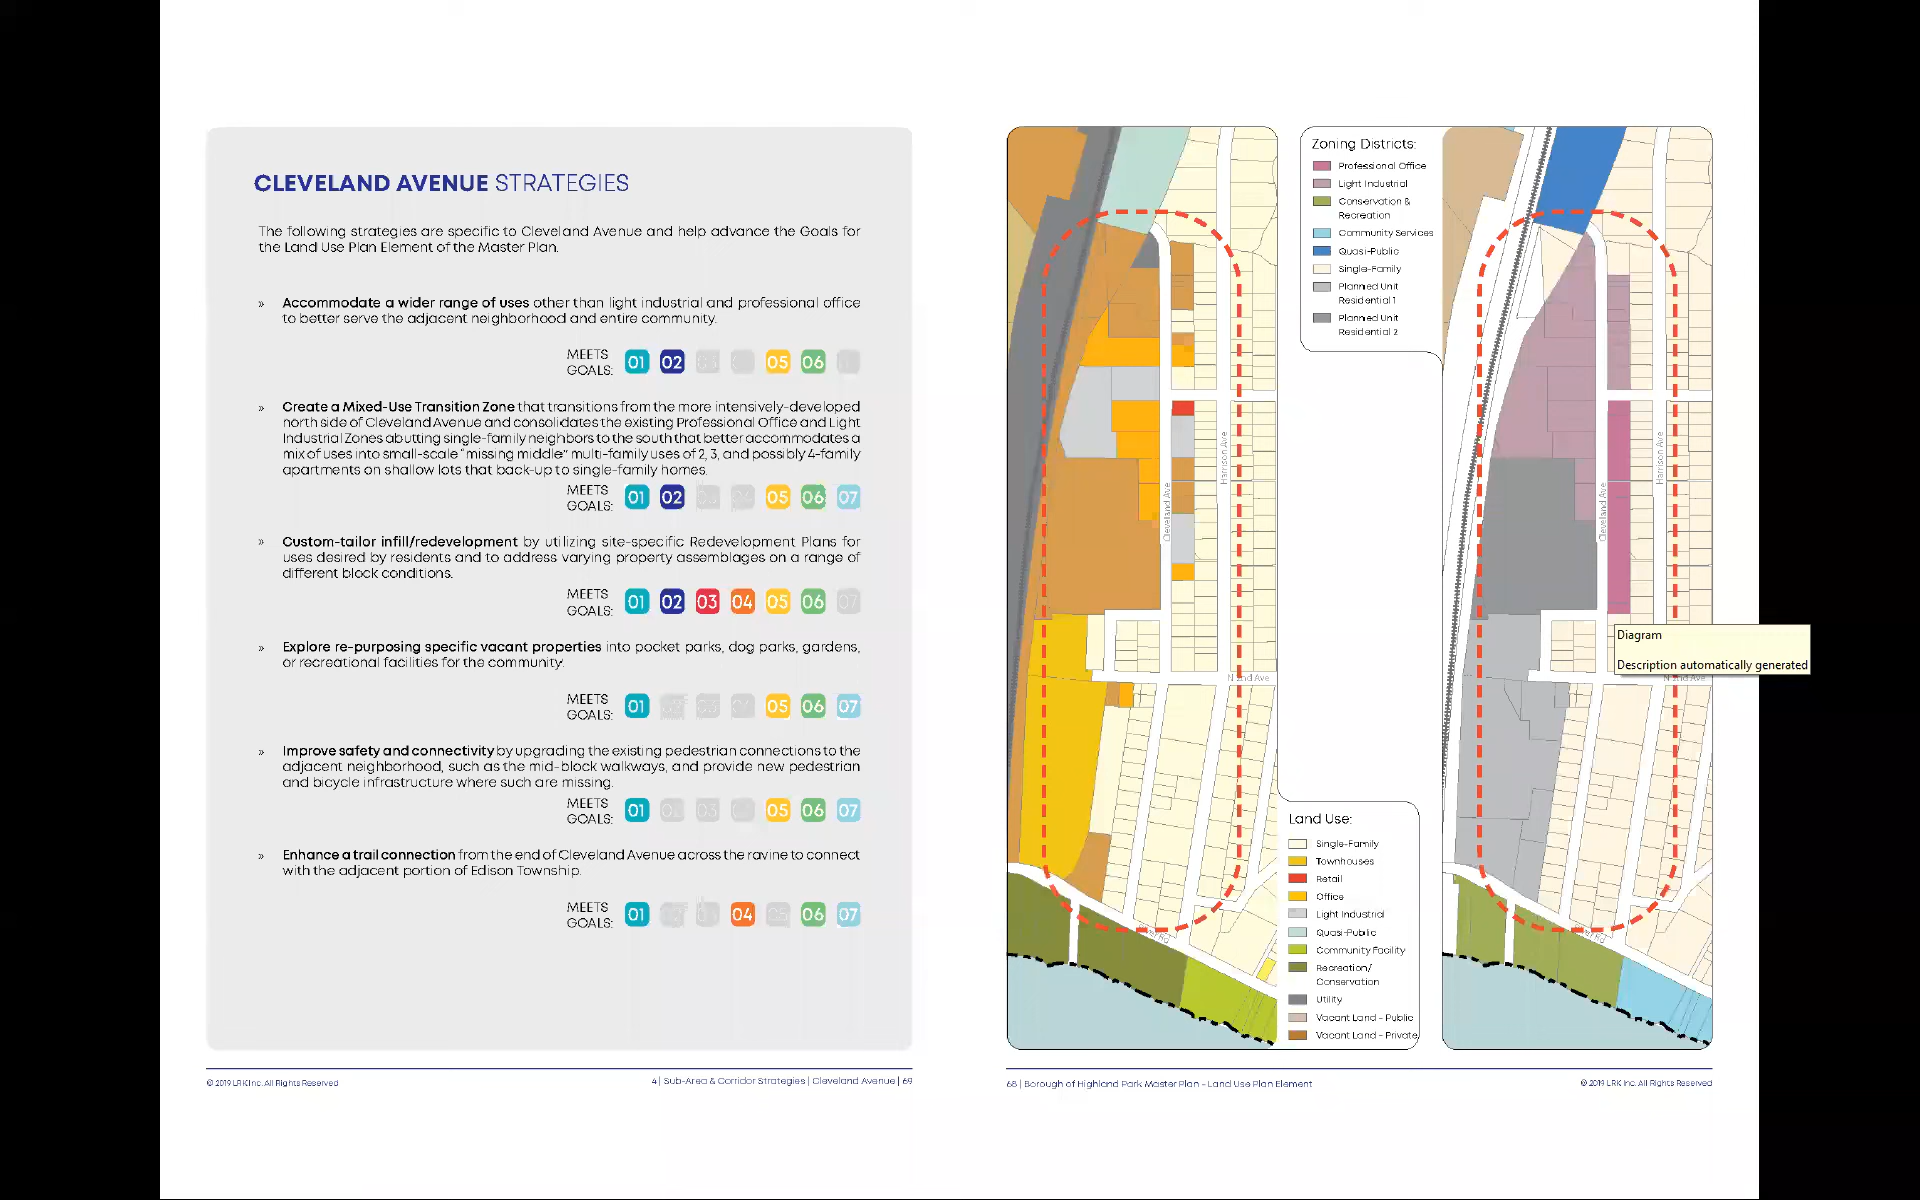 CLEVELAND AVENUE STRATEGIES
The following strategies are specific to Cleveland Avenue and help advance the Goals for
the Land Use Plan Element of the Master Plan.
» Accommodate a wider range of uses other than light industrial and professional office
to better serve the adjacent neighborhood and entire community.
MEETS
GOALS: 01 02 05 06
» Create a Mixed-Use Transition Zone that transitions from the more intensively-developed
north side of Cleveland Avenue and consolidates the existing Professional Office and Light
Industrial Zones abutting single-family neighbors to the south that better accommodates a
mix of uses into small-scale "missing middle" multi-family uses of 2, 3, and possibly 4-family
apartments on shallow lots that back-up to single-family homes.
MEETS
GOALS: 01 02 05 06 07
» Custom-tailor infill/redevelopment by utilizing site-specific Redevelopment Plans for
uses desired by residents and to address varying property assemblages on a range of
different block conditions.
MEETS
GOALS: 01 02 03 04 05 06 07
» Explore re-purposing specific vacant properties into pocket parks, dog parks, gardens,
or recreational facilities for the community.
MEETS
GOALS: 01 05 06 07
» Improve safety and connectivity by upgrading the existing pedestrian connections to the
adjacent neighborhood, such as the mid-block walkways, and provide new pedestrian
and bicycle infrastructure where such are missing.
MEETS
GOALS: 01 02 03 05 06 07
» Enhance a trail connection from the end of Cleveland Avenue across the ravine to connect
with the adjacent portion of Edison Township.
MEETS
GOALS: 01 04 06 07
© 2019 LRK Inc. All Rights Reserved
4 | Sub-Area & Corridor Strategies | Cleveland Avenue | 69
Cleveland Ave
Harrison Ave
N 2nd Ave
Zoning Districts:
Professional Office
Light Industrial
Conservation &
Recreation
Community Services
Quasi-Public
Single-Family
Planned Unit
Residential 1
Planned Unit
Residential 2
Land Use:
Single-Family
Townhouses
Retail
Office
Light Industrial
Quasi-Public
Community Facility
Recreation/
Conservation
Utility
Vacant Land - Public
Vacant Land - Private
Cleveland Ave
Harrison Ave
Diagram
Description automatically generated
N 2nd Ave
68 | Borough of Highland Park Master Plan - Land Use Plan Element
© 2019 LRK Inc. All Rights Reserved